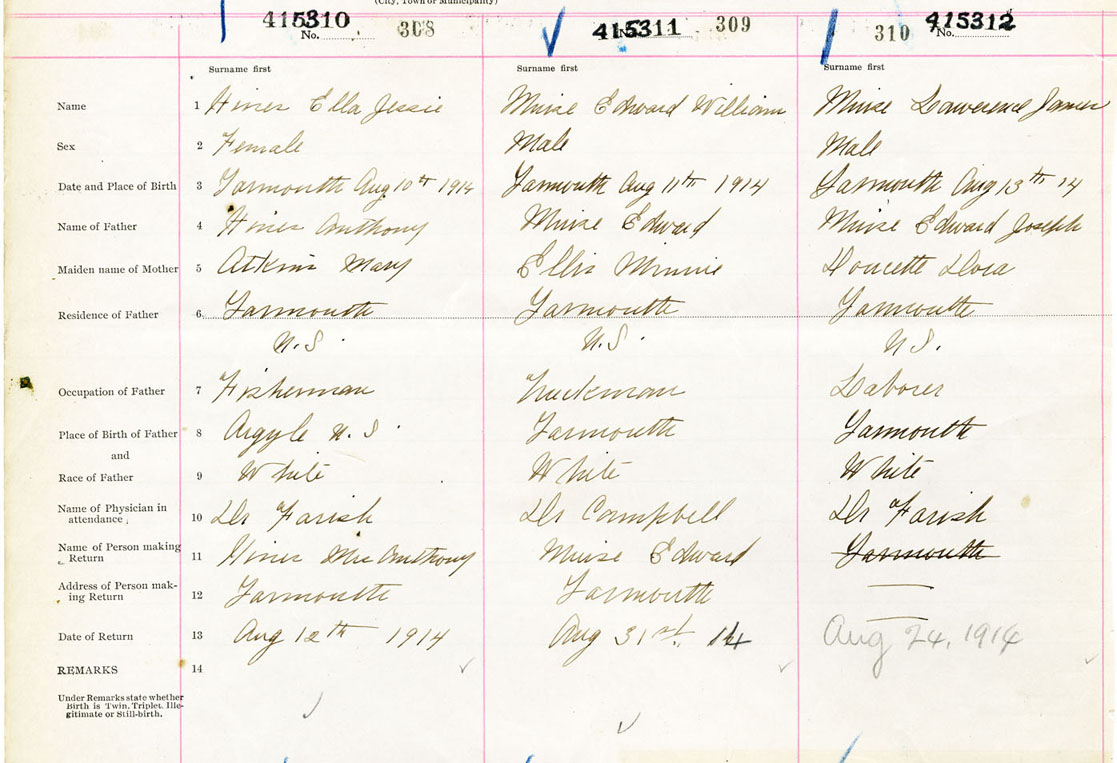 (City, Town or Municipality)
415310 No. 308 415311 309 310 415312 No.
Surname first Surname first Surname first
Name 1 Hines Ella Jessie Muise Edward William Muise Lawerence James
Sex 2 Female Male Male
Date and Place of Birth 3 Yarmouth Aug 10th 1914 Yarmouth Aug 11th 1914 Yarmouth Aug 13th 14
Name of Father 4 Hines Anthony Muise Edward Muise Edward Joseph
Maiden name of Mother 5 Atkins Mary Ellis Minnie Doucette Dora
Residence of Father 6 Yarmouth Yarmouth Yarmouth
N.S. N.S. N.S.
Occupation of Father 7 Fisherman Truckman Laborer
Place of Birth of Father 8 Argyle N.S. Yarmouth Yarmouth
and
Race of Father 9 White White White
Name of Physician in
attendance 10 Dr Farish Dr Campbell Dr Farish
Name of Person making
Return 11 Hines Mrs Anthony Muise Edward Yarmouth
Address of Person mak-
ing Return 12 Yarmouth Yarmouth
Date of Return 13 Aug 12th 1914 Aug 31st 14 Aug 24, 1914
REMARKS 14
Under Remarks state whether
Birth is Twin, Triplet, Ille-
gitimate or Still-birth.